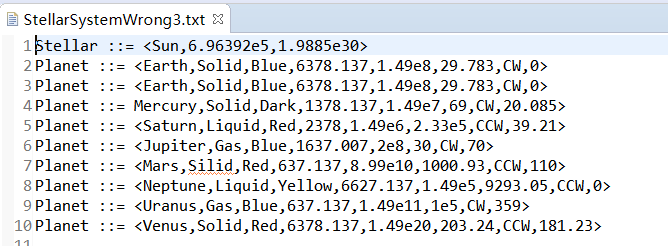 StellarSystemWrong3.txt
1 Stellar ::= <Sun,6.96392e5,1.9885e30>
2 Planet ::= <Earth,Solid,Blue,6378.137,1.49e8,29.783,CW,0>
3 Planet ::= <Earth,Solid,Blue,6378.137,1.49e8,29.783,CW,0>
4 Planet ::= Mercury,Solid,Dark,1378.137,1.49e7,69,CW,20.085>
5 Planet ::= <Saturn,Liquid,Red,2378,1.49e6,2.33e5,CCW,39.21>
6 Planet ::= <Jupiter,Gas,Blue,1637.007,2e8,30,CW,70>
7 Planet ::= <Mars,Silid,Red,637.137,8.99e10,1000.93,CCW,110>
8 Planet ::= <Neptune,Liquid,Yellow,6627.137,1.49e5,9293.05,CCW,0>
9 Planet ::= <Uranus,Gas,Blue,637.137,1.49e11,1e5,CW,359>
10 Planet ::= <Venus,Solid,Red,6378.137,1.49e20,203.24,CCW,181.23>
11